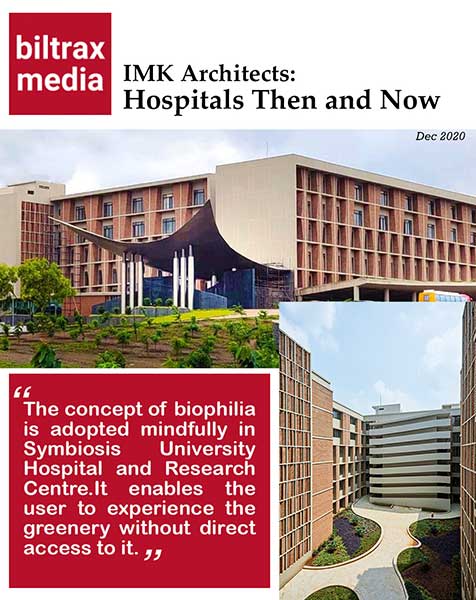 biltrax
media
IMK Architects:
Hospitals Then and Now
Dec 2020
“
The concept of biophilia
is adopted mindfully in
Symbiosis University
Hospital and Research
Centre.It enables the
user to experience the
greenery without direct
access to it. ”